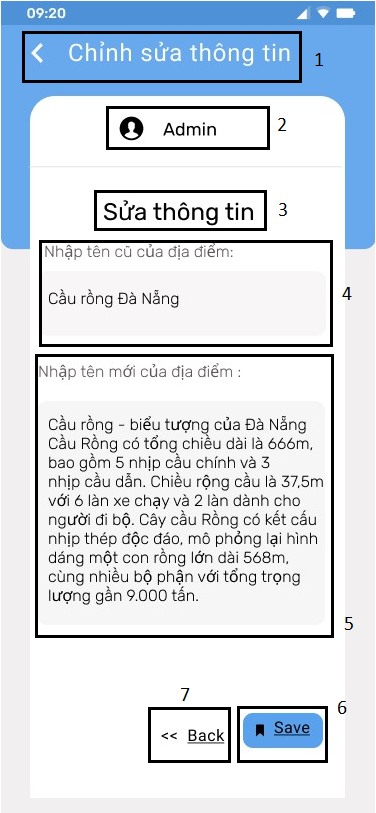 09:20
Chỉnh sửa thông tin
1
Admin
2
Sửa thông tin
3
Nhập tên cũ của địa điểm:
Cầu rồng Đà Nẵng
4
Nhập tên mới của địa điểm :
Cầu rồng - biểu tượng của Đà Nẵng
Cầu Rồng có tổng chiều dài là 666m,
bao gồm 5 nhịp cầu chính và 3
nhịp cầu dẫn. Chiều rộng cầu là 37,5m
với 6 làn xe chạy và 2 làn dành cho
người đi bộ. Cây cầu Rồng có kết cấu
nhịp thép độc đáo, mô phỏng lại hình
dáng một con rồng lớn dài 568m,
cùng nhiều bộ phận với tổng trọng
lượng gần 9.000 tấn.
5
7
6
<< Back
Save